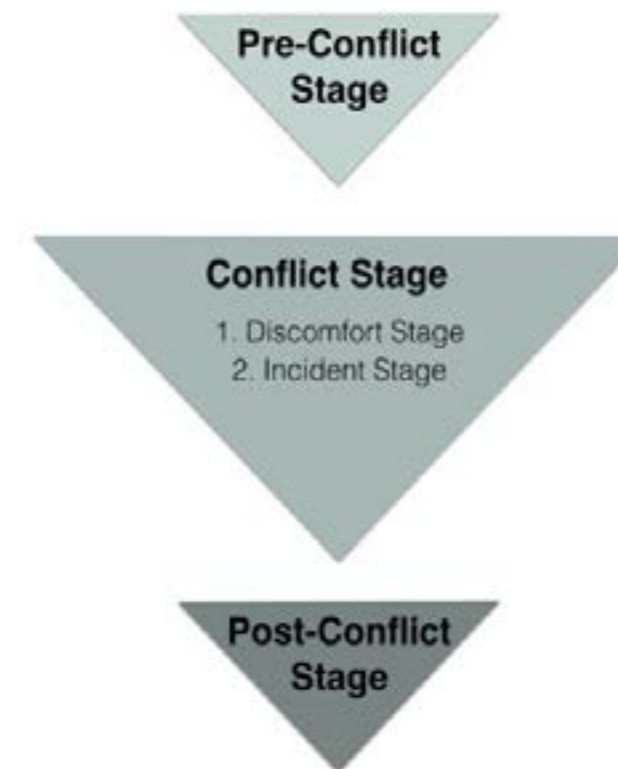 Pre-Conflict
Stage
Conflict Stage
1. Discomfort Stage
2. Incident Stage
Post-Conflict
Stage